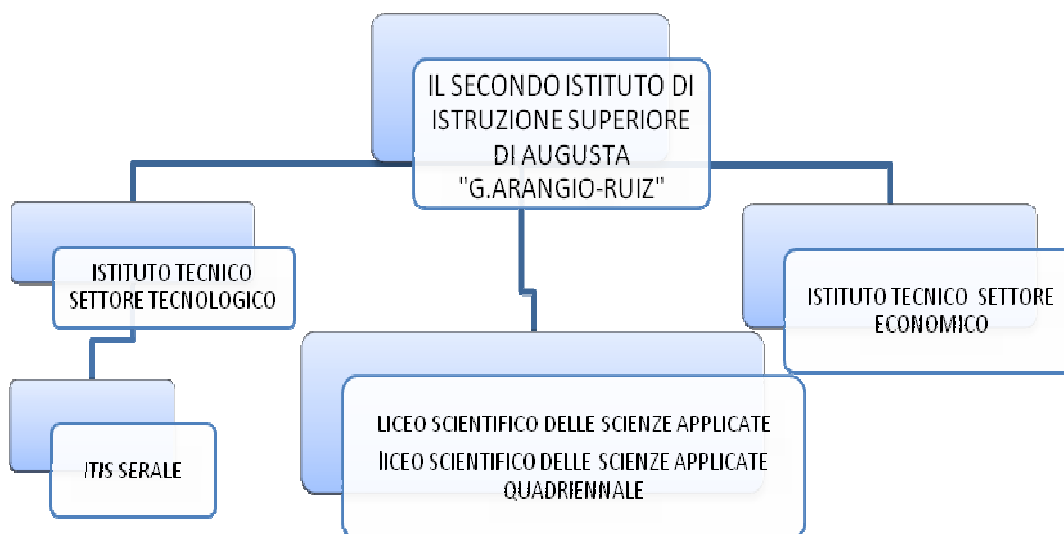 IL SECONDO ISTITUTO DI
ISTRUZIONE SUPERIORE
DI AUGUSTA
"G.ARANGIO-RUIZ"
ISTITUTO TECNICO
SETTORE TECNOLOGICO
ISTITUTO TECNICO SETTORE
ECONOMICO
ITIS SERALE
LICEO SCIENTIFICO DELLE SCIENZE APPLICATE
lICEO SCIENTIFICO DELLE SCIENZE APPLICATE
QUADRIENNALE